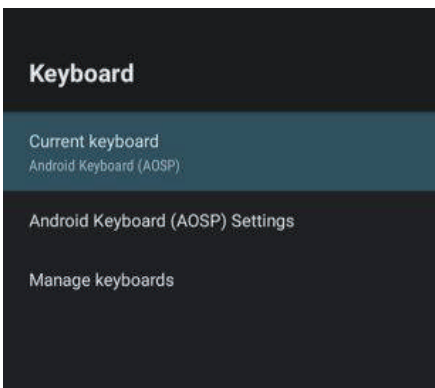 Keyboard
Current keyboard
Android Keyboard (AOSP)
Android Keyboard (AOSP) Settings
Manage keyboards